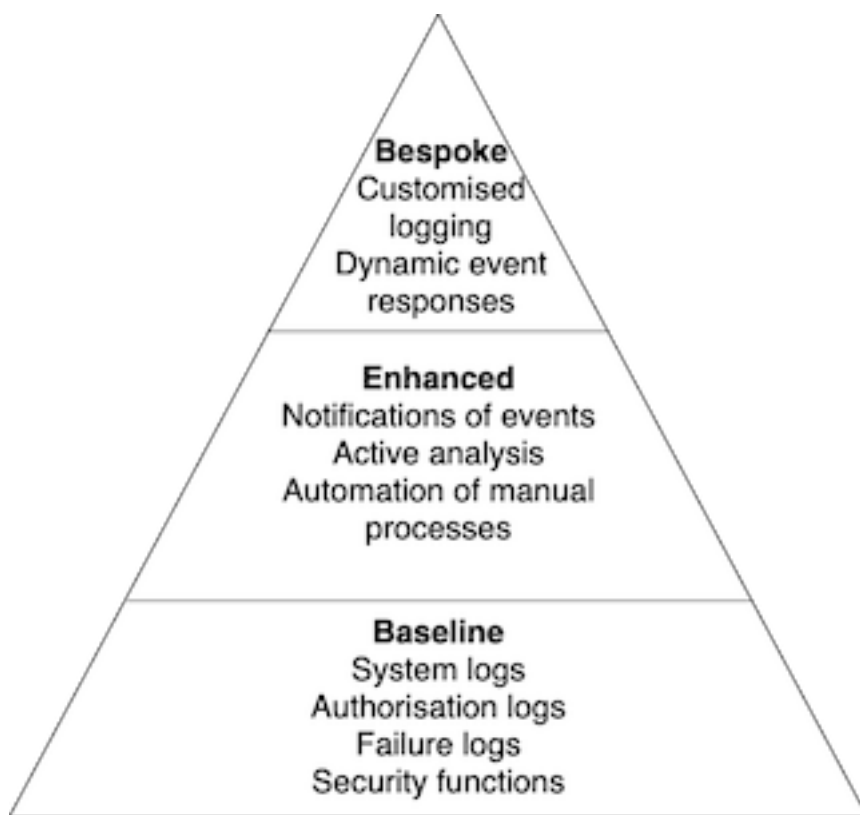 Bespoke
Customised
logging
Dynamic event
responses
Enhanced
Notifications of events
Active analysis
Automation of manual
processes
Baseline
System logs
Authorisation logs
Failure logs
Security functions